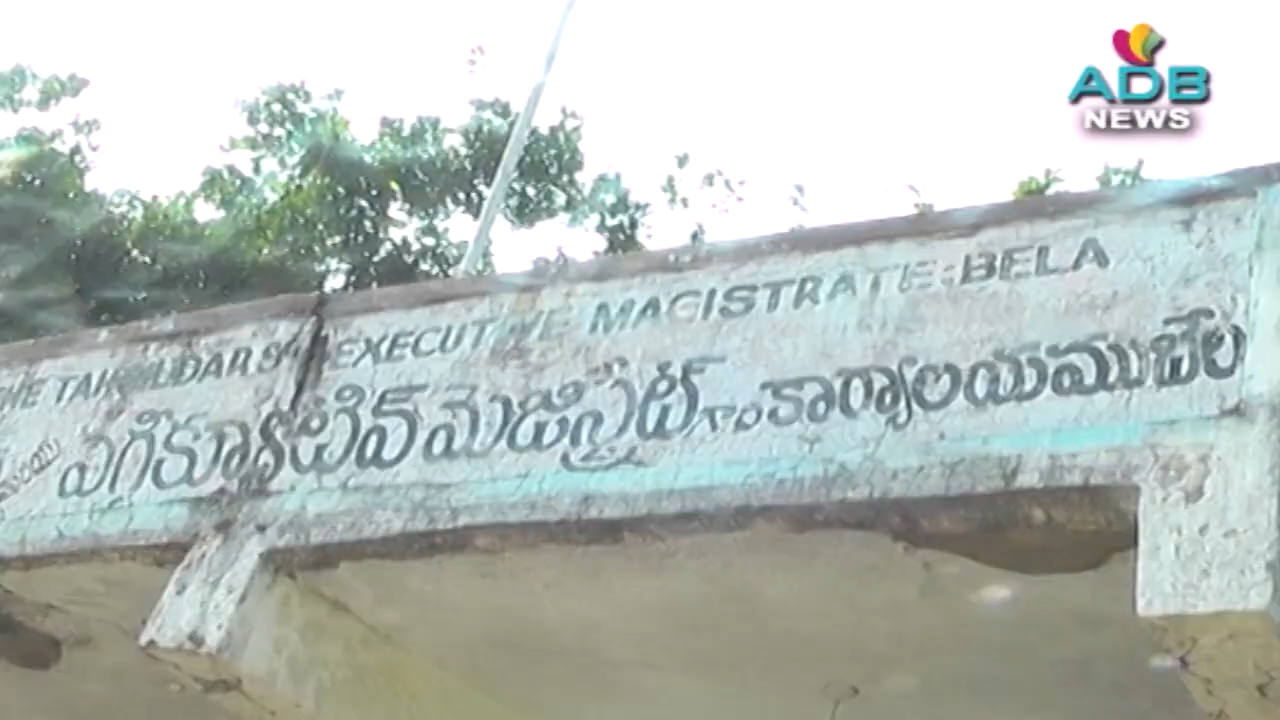 ADB
NEWS
THE TAHSILDAR & EXECUTIVE MAGISTRATE: BELA
ఎగ్జిక్యూటివ్ మెజిస్ట్రేట్ గారి కార్యాలయము బేల